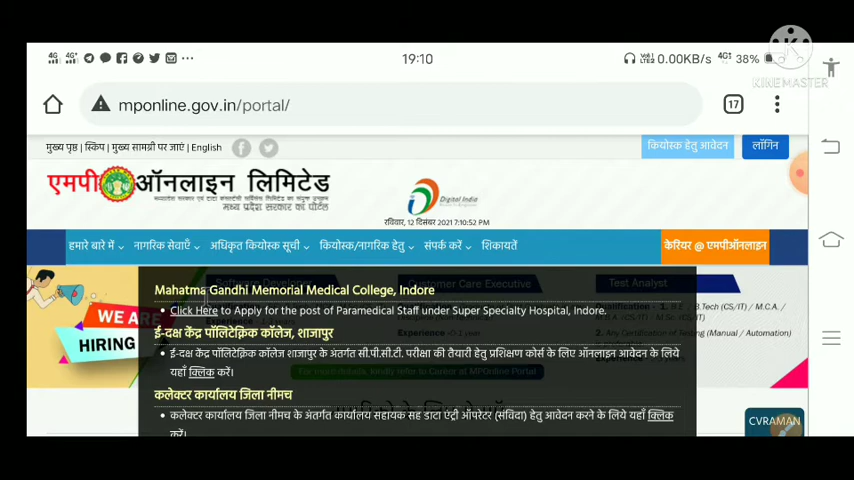 19:10
0.00KB/s 4G 38%
KINEMASTER
mponline.gov.in/portal/
17
मुख्य पृष्ठ | स्किप | मुख्य सामग्री पर जाएं | English
कियोस्क हेतु आवेदन
लॉगिन
एमपी ऑनलाइन लिमिटेड
मध्य प्रदेश सरकार का पोर्टल
Digital India
रविवार, 12 दिसंबर 2021 7:10:52 PM
हमारे बारे में
नागरिक सेवाएँ
अधिकृत कियोस्क सूची
कियोस्क/नागरिक हेतु
संपर्क करें
शिकायतें
केरियर @ एमपीऑनलाइन
WE ARE
HIRING
Mahatma Gandhi Memorial Medical College, Indore
Customer Care Executive
Test Analyst
Click Here to Apply for the post of Paramedical Staff under Super Specialty Hospital, Indore.
ई-दक्ष केंद्र पॉलिटेक्निक कॉलेज, शाजापुर
ई-दक्ष केंद्र पॉलिटेक्निक कॉलेज शाजापुर के अंतर्गत सी.पी.सी.टी. परीक्षा की तैयारी हेतु प्रशिक्षण कोर्स के लिए ऑनलाइन आवेदन के लिये
यहाँ क्लिक करें।
कलेक्टर कार्यालय जिला नीमच
कलेक्टर कार्यालय जिला नीमच के अंतर्गत कार्यालय सहायक सह डाटा एंट्री ऑपरेटर (संविदा) हेतु आवेदन करने के लिये यहाँ क्लिक
करें।
CVRAMAN